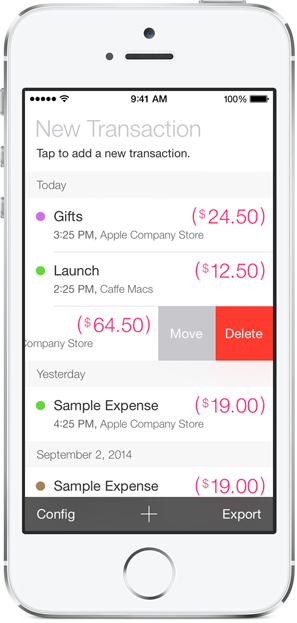 9:41 AM 100%
New Transaction
Tap to add a new transaction.
Today
Gifts ($24.50)
3:25 PM, Apple Company Store
Launch ($12.50)
2:25 PM, Caffe Macs
($64.50) Move Delete
Company Store
Yesterday
Sample Expense ($19.00)
4:25 PM, Apple Company Store
September 2, 2014
Sample Expense ($19.00)
Config + Export